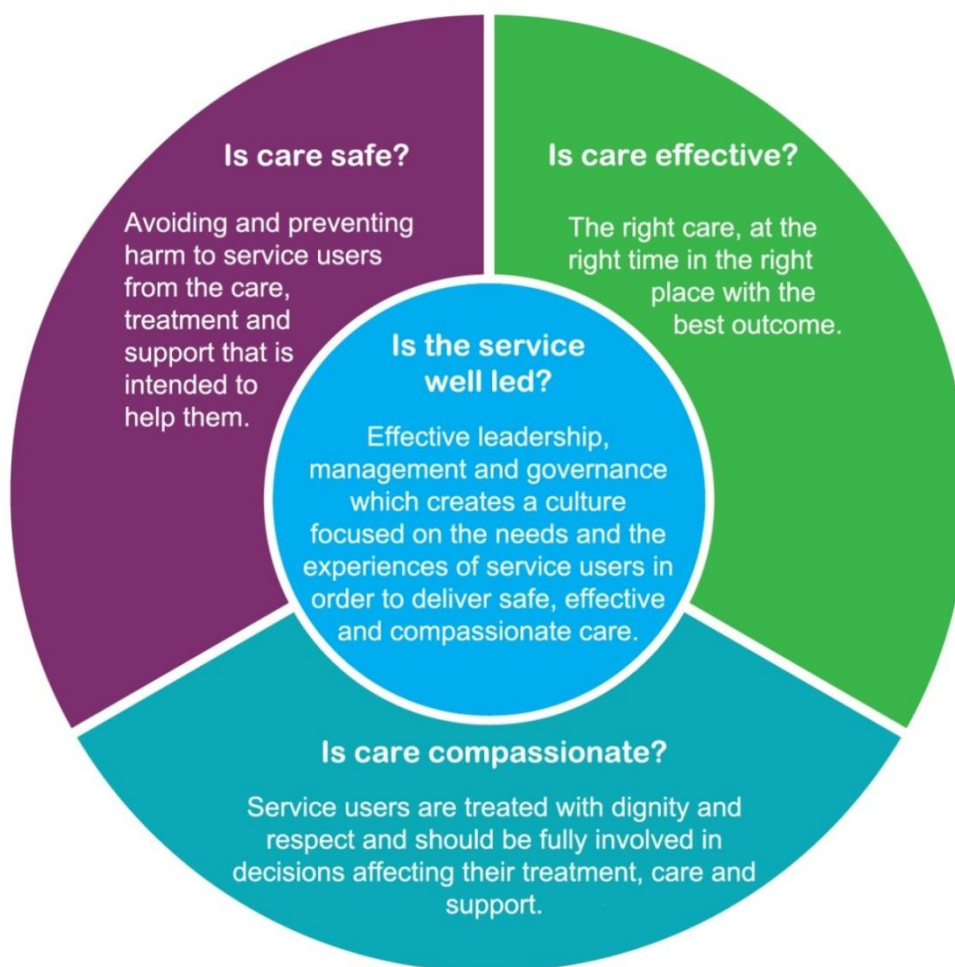 Is care safe?
Avoiding and preventing
harm to service users
from the care,
treatment and
support that is
intended to
help them.
Is care effective?
The right care, at the
right time in the right
place with the
best outcome.
Is the service
well led?
Effective leadership,
management and governance
which creates a culture
focused on the needs and the
experiences of service users in
order to deliver safe, effective
and compassionate care.
Is care compassionate?
Service users are treated with dignity and
respect and should be fully involved in
decisions affecting their treatment, care and
support.